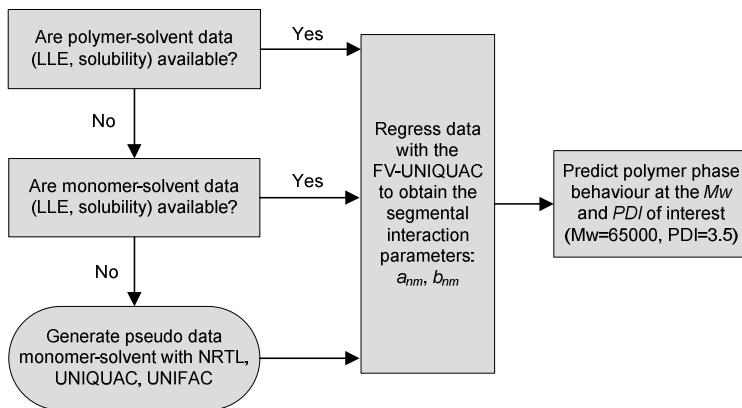 Are polymer-solvent data
(LLE, solubility) available?
Yes
No
Are monomer-solvent data
(LLE, solubility) available?
Yes
No
Generate pseudo data
monomer-solvent with NRTL,
UNIQUAC, UNIFAC
Regress data
with the
FV-UNIQUAC
to obtain the
segmental
interaction
parameters:
anm, bnm
Predict polymer phase
behaviour at the Mw
and PDI of interest
(Mw=65000, PDI=3.5)